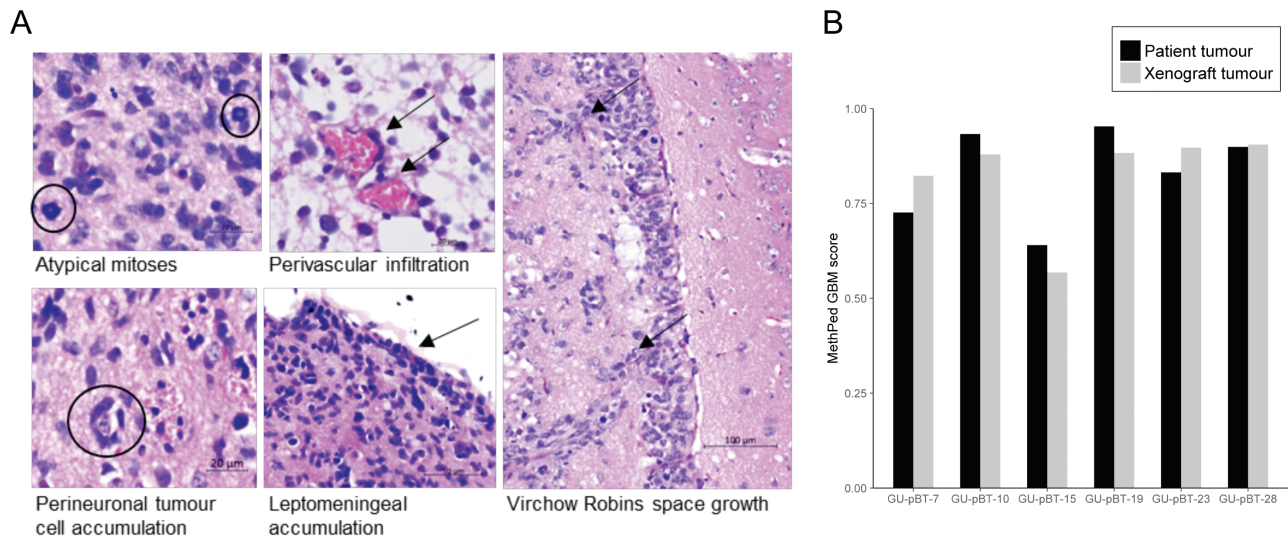 A
B
Patient tumour
Xenograft tumour
Atypical mitoses
Perivascular infiltration
20 µm
Perineuronal tumour
cell accumulation
Leptomeningeal
accumulation
100 µm
Virchow Robins space growth
MethPed GBM score
1.00
0.75
0.50
0.25
0.00
GU-pBT-7
GU-pBT-10
GU-pBT-15
GU-pBT-19
GU-pBT-23
GU-pBT-28